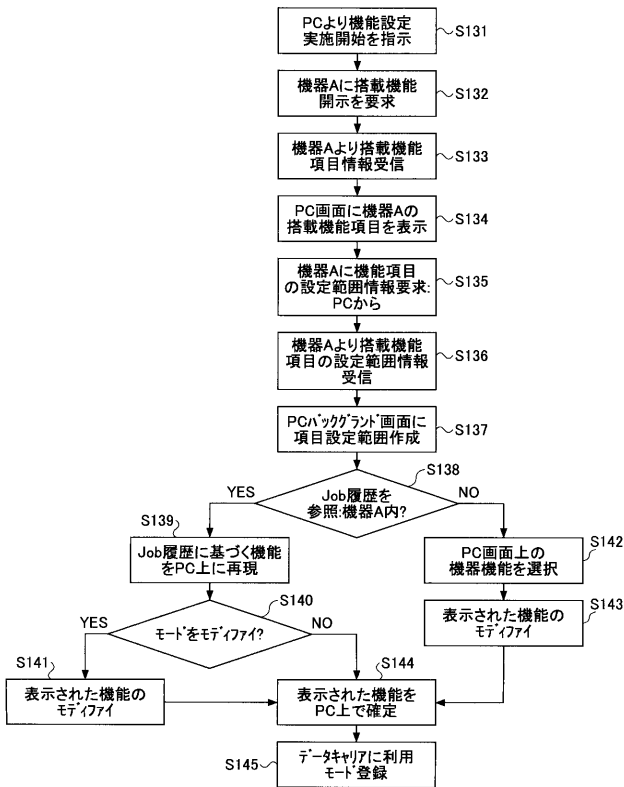 PCより機能設定
実施開始を指示
S131
機器Aに搭載機能
開示を要求
S132
機器Aより搭載機能
項目情報受信
S133
PC画面に機器Aの
搭載機能項目を表示
S134
機器Aに機能項目
の設定範囲情報要求:
PCから
S135
機器Aより搭載機能
項目の設定範囲情報
受信
S136
PCバックグランド画面に
項目設定範囲作成
S137
S138
YES
Job履歴を
参照:機器A内?
NO
S139
Job履歴に基づく機能
をPC上に再現
PC画面上の
機器機能を選択
S142
S140
YES
モードをモディファイ?
NO
表示された機能の
モディファイ
S143
S141
表示された機能の
モディファイ
S144
表示された機能を
PC上で確定
S145
データキャリアに利用
モード登録